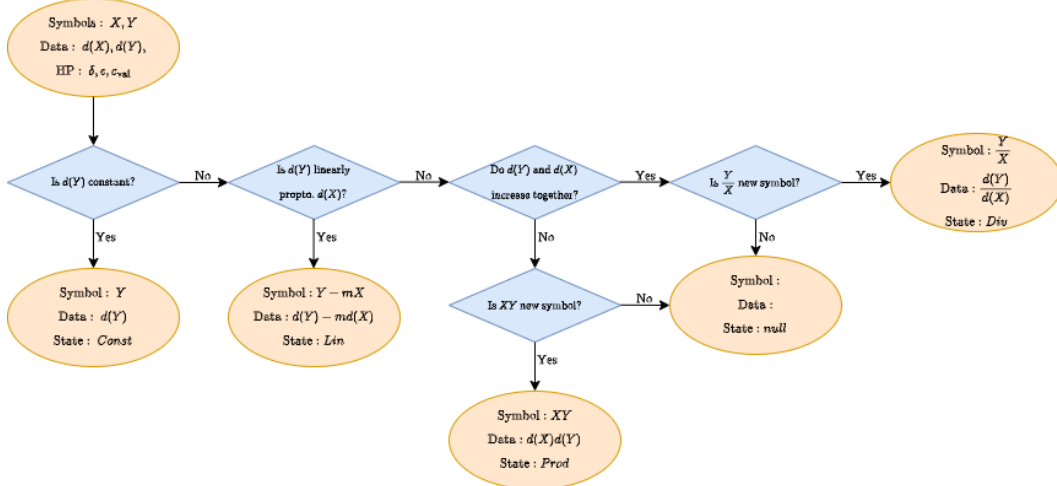 Symbols : X, Y
Data : d(X), d(Y),
HP : δ, ϵ, c_val
Is d(Y) constant?
No
Is d(Y) linearly
propto. d(X)?
No
Do d(Y) and d(X)
increase together?
Yes
Is Y/X new symbol?
Yes
Symbol : Y/X
Data : d(Y)/d(X)
State : Div
Yes
Yes
No
No
Symbol : Y
Data : d(Y)
State : Const
Symbol : Y − mX
Data : d(Y) − md(X)
State : Lin
Is XY new symbol?
No
Symbol :
Data :
State : null
Yes
Symbol : XY
Data : d(X)d(Y)
State : Prod